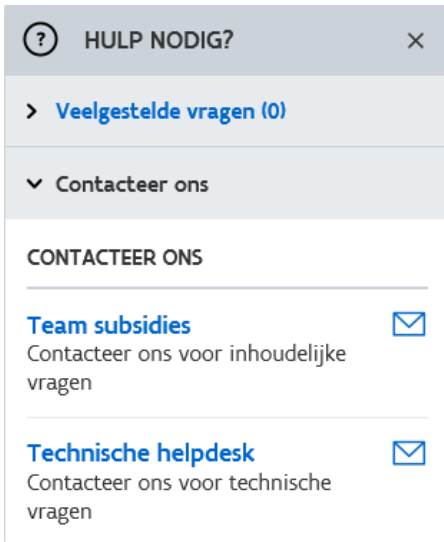 HULP NODIG?
Veelgestelde vragen (0)
Contacteer ons
CONTACTEER ONS
Team subsidies
Contacteer ons voor inhoudelijke
vragen
Technische helpdesk
Contacteer ons voor technische
vragen